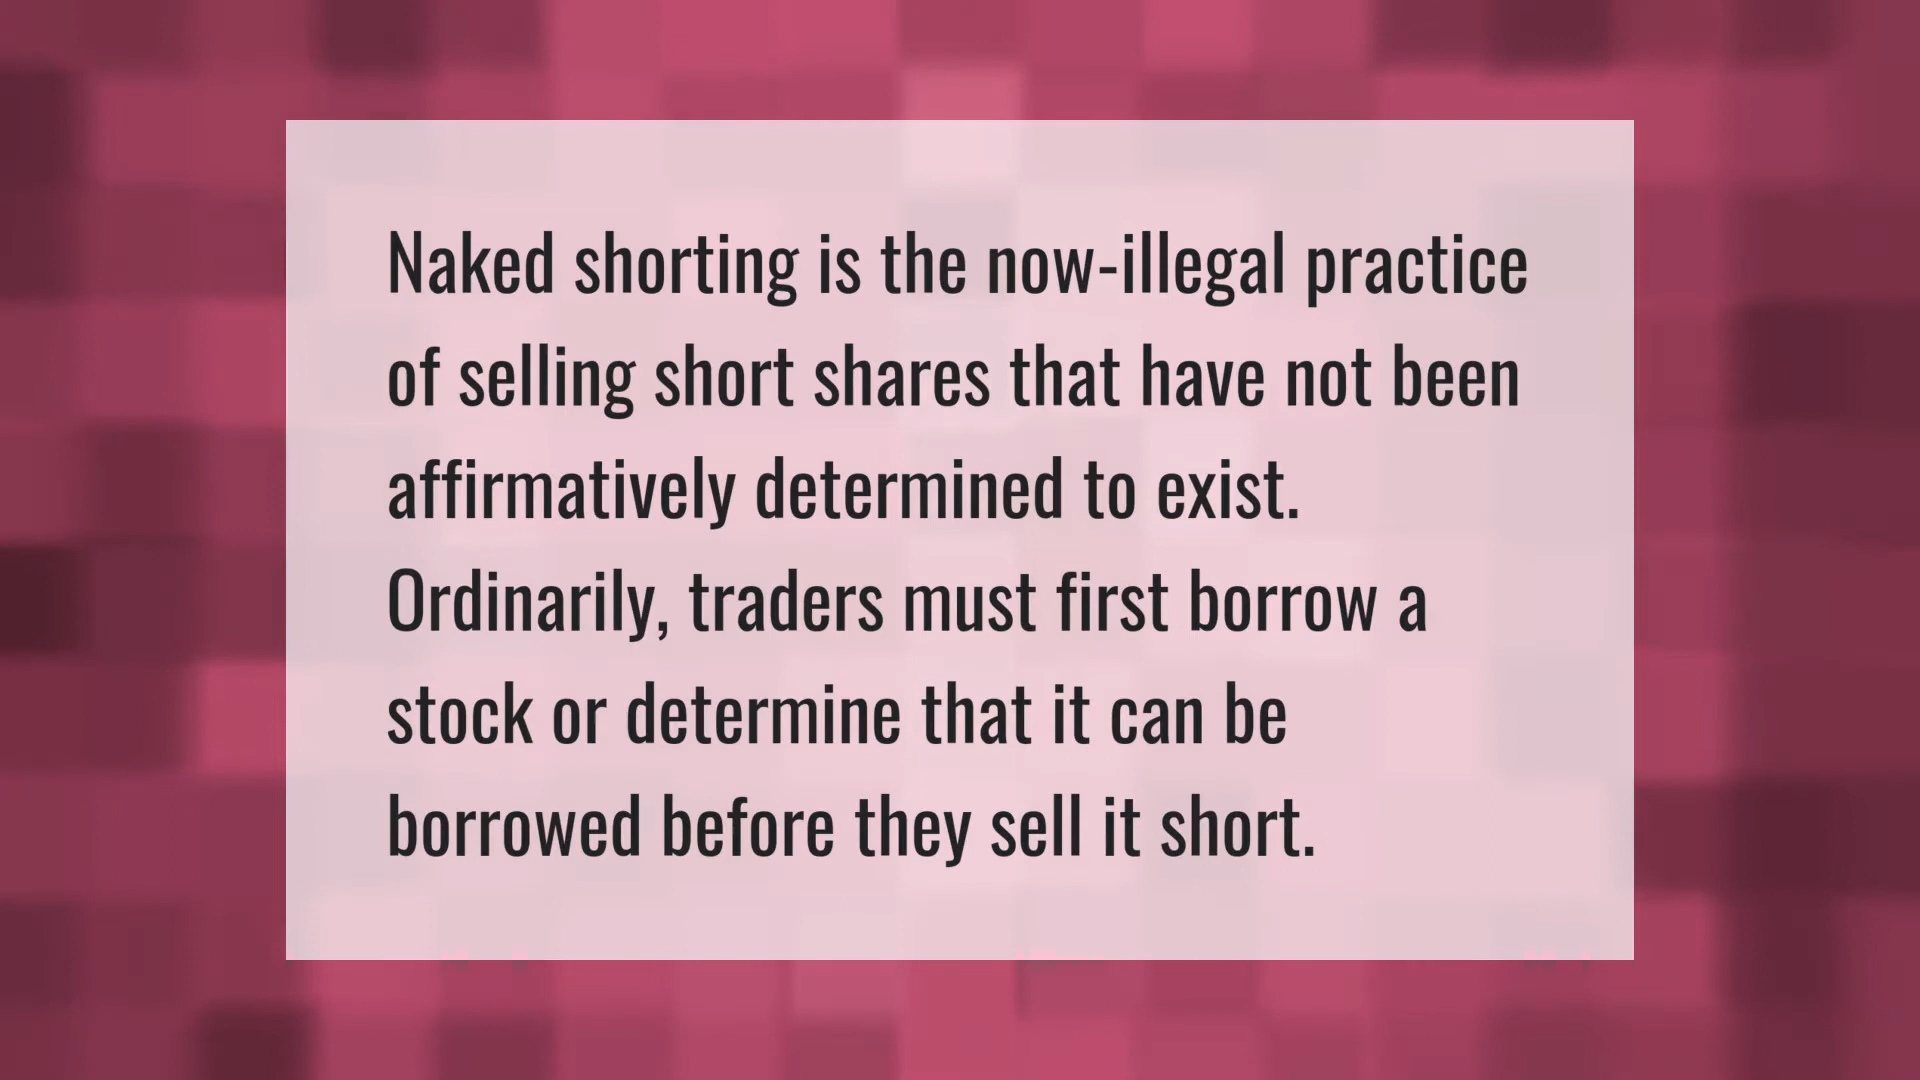 Naked shorting is the now-illegal practice
of selling short shares that have not been
affirmatively determined to exist.
Ordinarily, traders must first borrow a
stock or determine that it can be
borrowed before they sell it short.